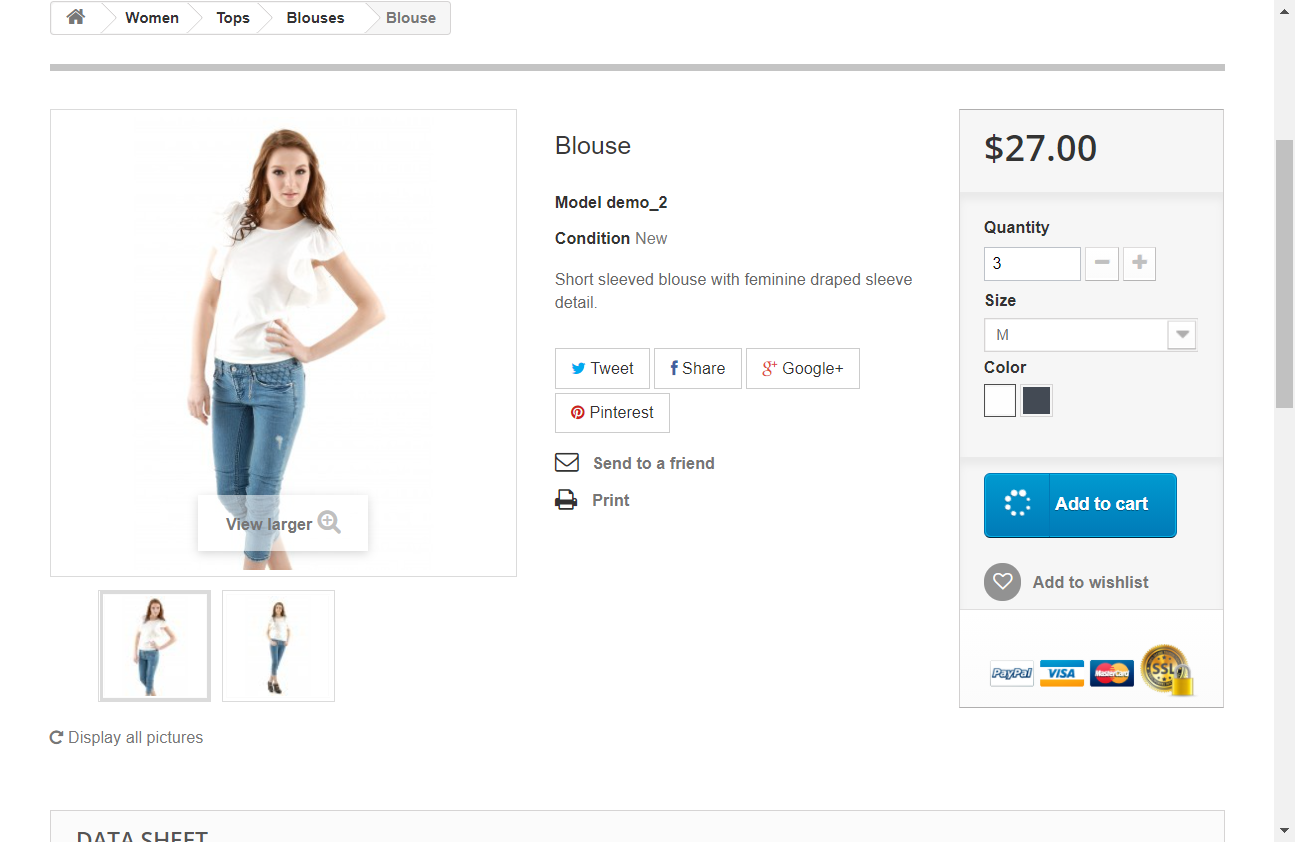 Women
Tops
Blouses
Blouse
Blouse
Model demo_2
Condition New
Short sleeved blouse with feminine draped sleeve
detail.
Tweet
Share
Google+
Pinterest
Send to a friend
Print
View larger
Display all pictures
$27.00
Quantity
3
Size
M
Color
Add to cart
Add to wishlist
PayPal
VISA
MasterCard
SSL
DATA SHEET